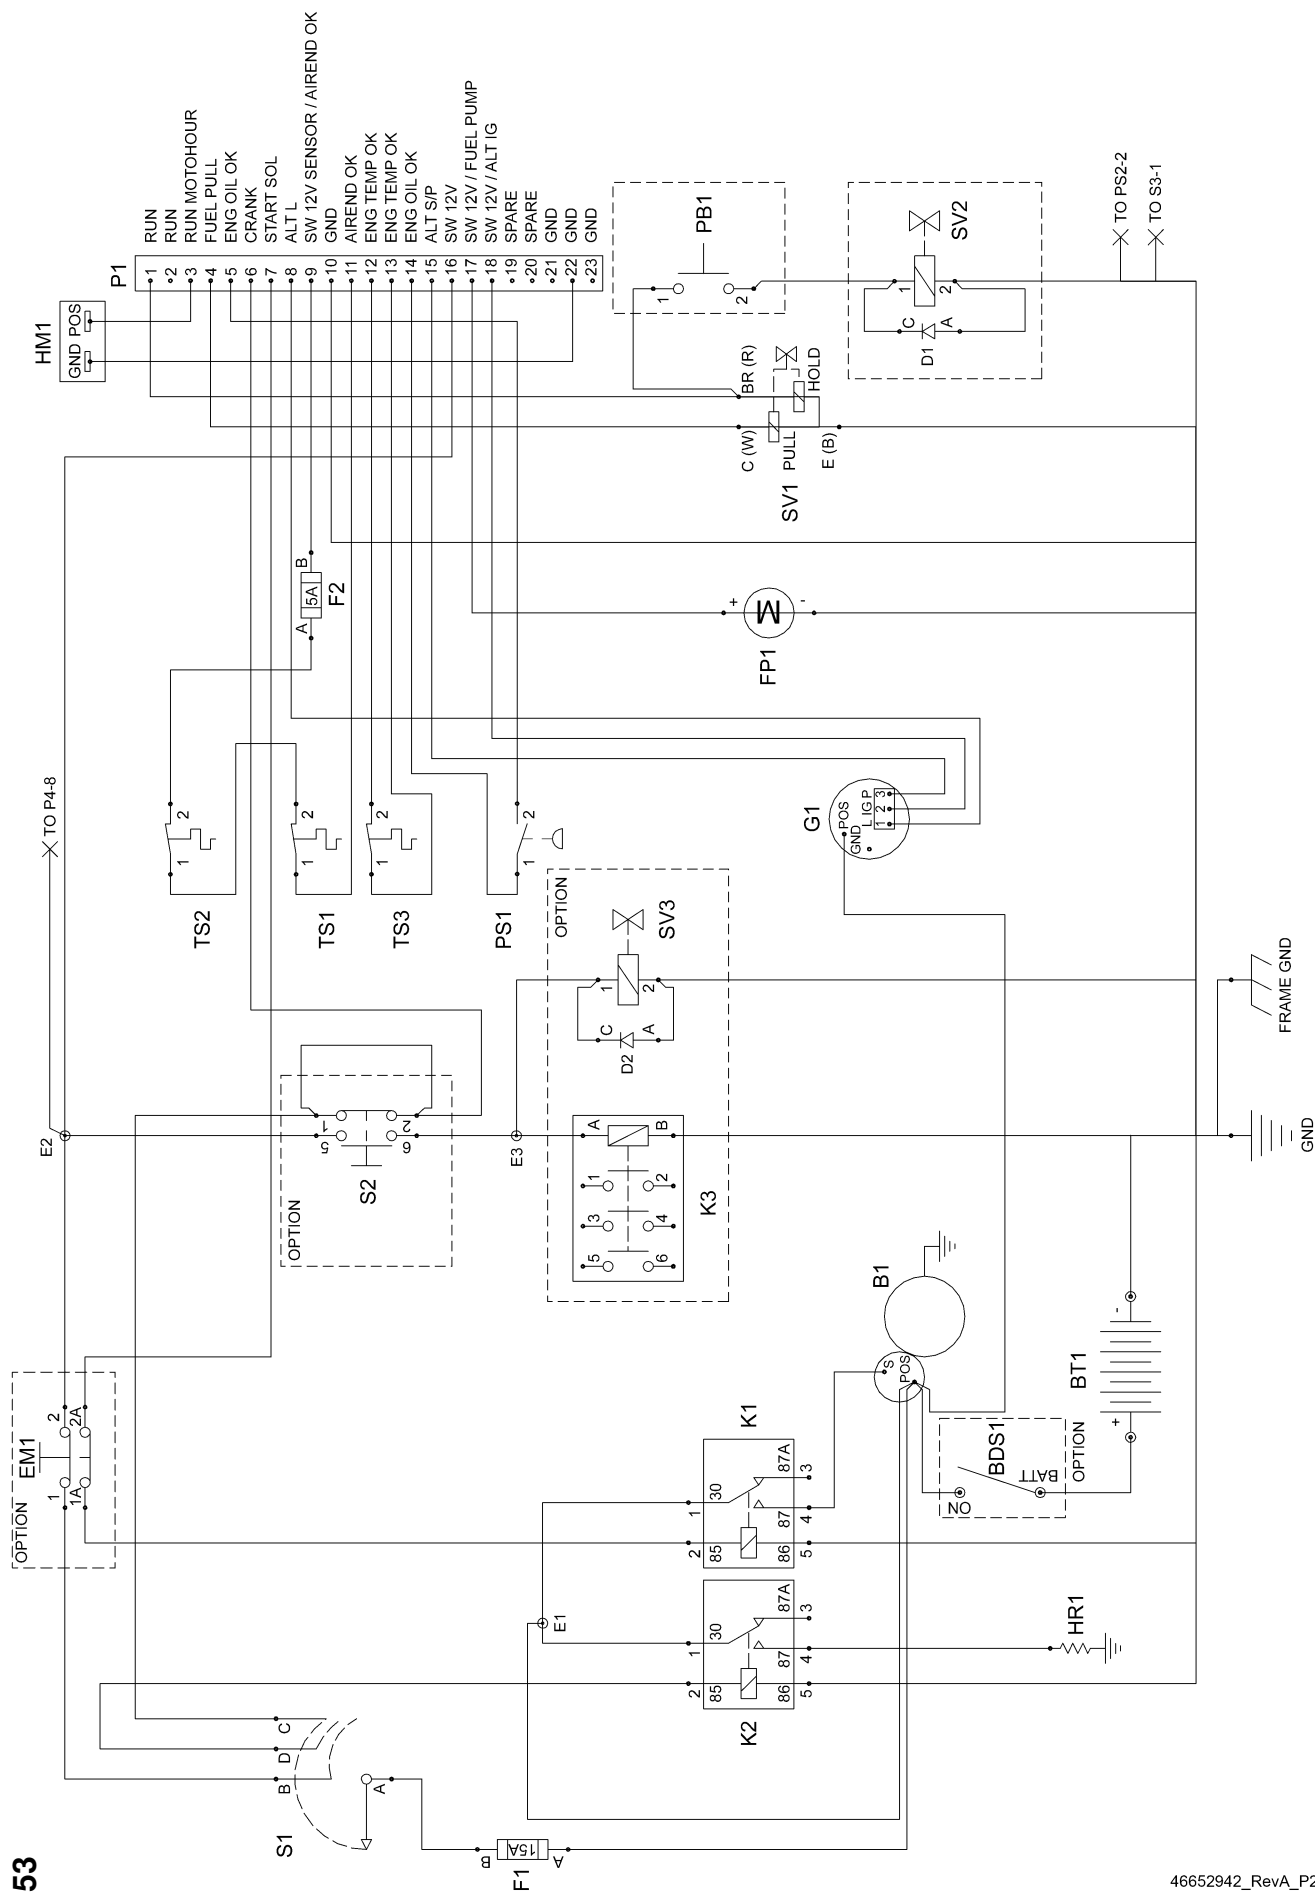 53
46652942_RevA_P2
HM1
GND POS
P1
1 RUN
2 RUN
3 RUN MOTOHOUR
4 FUEL PULL
5 ENG OIL OK
6 CRANK
7 START SOL
8 ALT L
9 SW 12V SENSOR / AIREND OK
10 GND
11 AIREND OK
12 ENG TEMP OK
13 ENG TEMP OK
14 ENG OIL OK
15 ALT S/P
16 SW 12V
17 SW 12V / FUEL PUMP
18 SW 12V / ALT IG
19 SPARE
20 SPARE
21 GND
22 GND
23 GND
PB1
1
2
SV2
1
2
D1
C
A
TO PS2-2
TO S3-1
SV1
C (W)
BR (R)
PULL
HOLD
E (B)
F2
A
5A
B
FP1
+
M
-
TO P4-8
TS2
1
2
TS1
1
2
TS3
1
2
PS1
1
2
G1
POS
GND
L IG P
1 2 3
OPTION
SV3
1
2
D2
C
A
K3
A
B
1
2
3
4
5
6
E3
E2
OPTION
S2
5
1
6
2
FRAME GND
GND
OPTION
EM1
1
2
1A
2A
B1
S
POS
BT1
+
-
BDS1
ON
BATT
OPTION
K1
1
30
2
85
87A
3
87
4
86
5
E1
K2
1
30
2
85
87A
3
87
4
86
5
HR1
S1
B
D
C
A
F1
B
15A
A